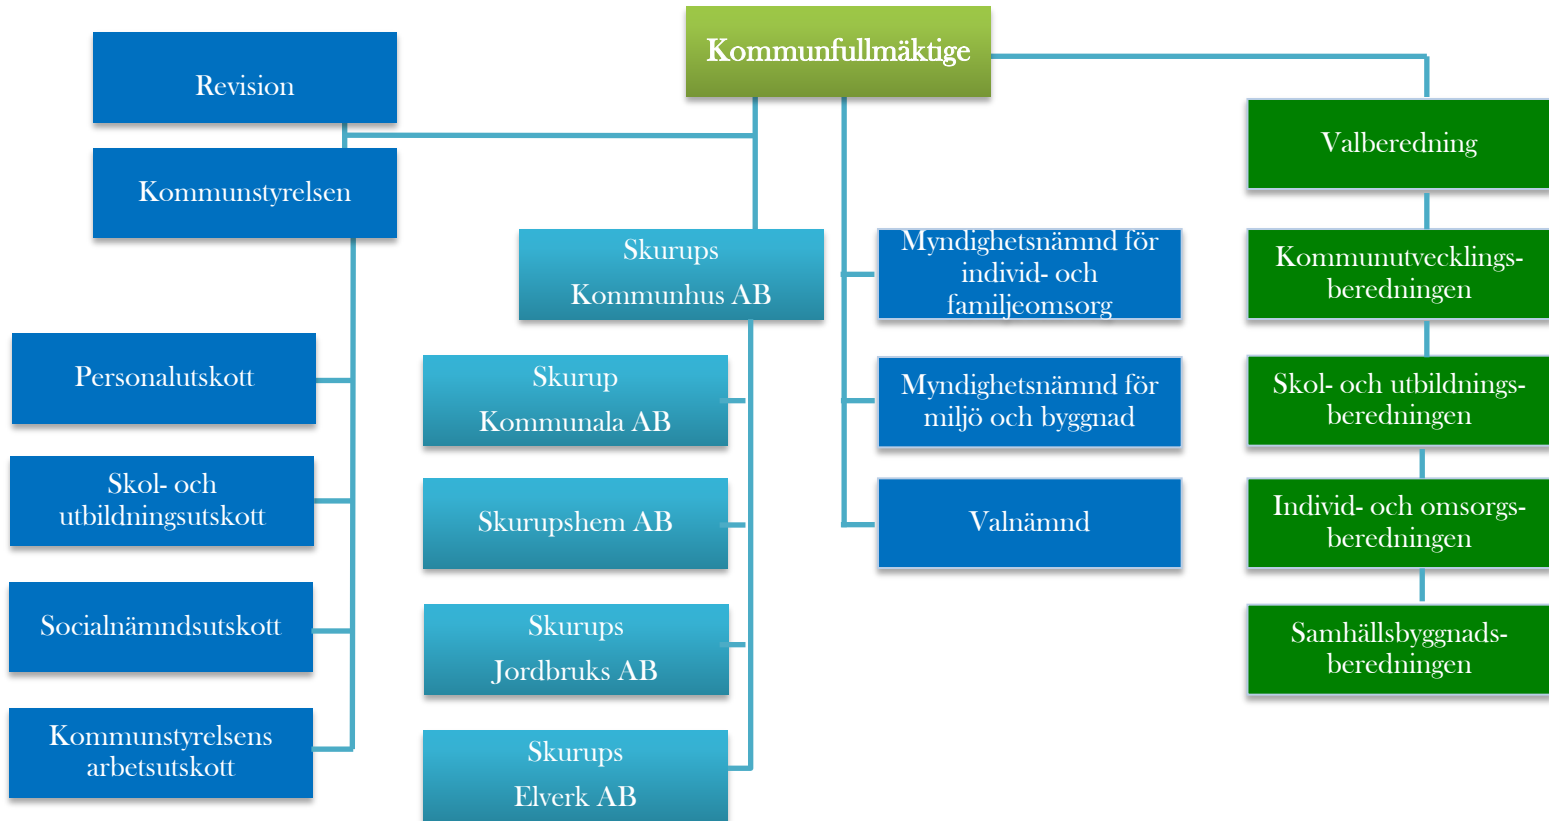 Kommunfullmäktige
Revision
Kommunstyrelsen
Personalutskott
Skol- och
utbildningsutskott
Socialnämndsutskott
Kommunstyrelsens
arbetsutskott
Skurups
Kommunhus AB
Skurup
Kommunala AB
Skurupshem AB
Skurups
Jordbruks AB
Skurups
Elverk AB
Myndighetsnämnd för
individ- och
familjeomsorg
Myndighetsnämnd för
miljö och byggnad
Valnämnd
Valberedning
Kommunutvecklings-
beredningen
Skol- och utbildnings-
beredningen
Individ- och omsorgs-
beredningen
Samhällsbyggnads-
beredningen